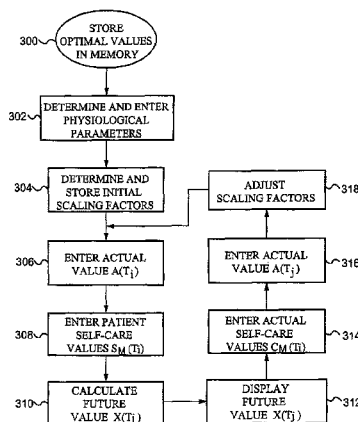 300
STORE
OPTIMAL VALUES
IN MEMORY
302
DETERMINE AND ENTER
PHYSIOLOGICAL
PARAMETERS
304
DETERMINE AND
STORE INITIAL
SCALING FACTORS
306
ENTER ACTUAL
VALUE A(Ti)
308
ENTER PATIENT
SELF-CARE
VALUES SM(Ti)
310
CALCULATE
FUTURE
VALUE X(Tj)
DISPLAY
FUTURE
VALUE X(Tj)
312
ENTER ACTUAL
SELF-CARE
VALUES CM(Ti)
314
ENTER ACTUAL
VALUE A(Tj)
316
ADJUST
SCALING FACTORS
318